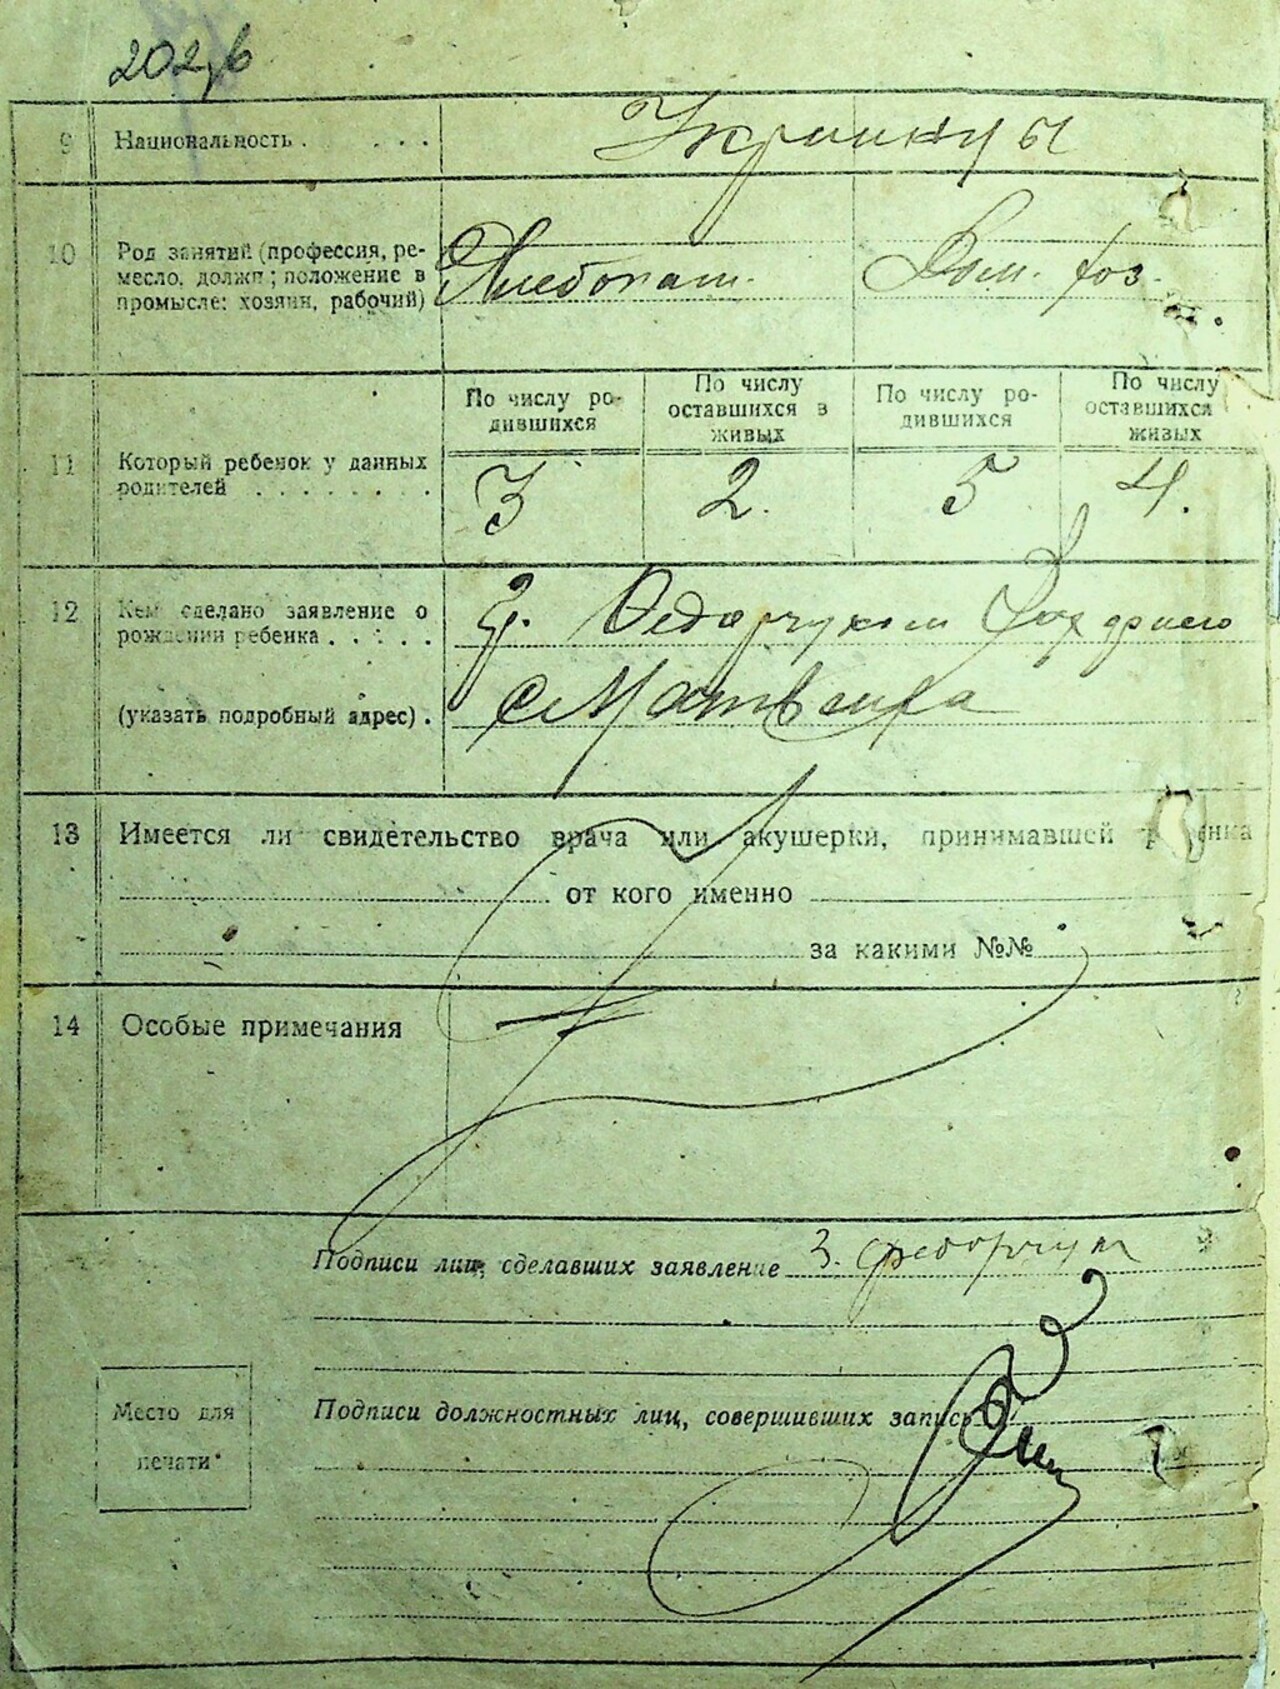 202 б
9 Национальность . . . . Украинцы
10 Род занятий (профессия, ре-
месло, должн; положение в
промысле: хозяин, рабочий)
Хлебопаш. Дом. хоз.
По числу ро-
дившихся
По числу
оставшихся в
живых
По числу ро-
дившихся
По числу
оставшихся
живых
11 Который ребенок у данных
родителей . . . . . . . .
3 2. 5 4.
12 Кем сделано заявление о
рождении ребенка . . . . .
Гр. Федорчуком
(указать подробный адрес) .
13 Имеется ли свидетельство врача или акушерки, принимавшей ребенка
от кого именно
за какими №№
14 Особые примечания
Подписи лиц, сделавших заявление З. Федорчук
Подписи должностных лиц, совершивших запись
Место для
печати